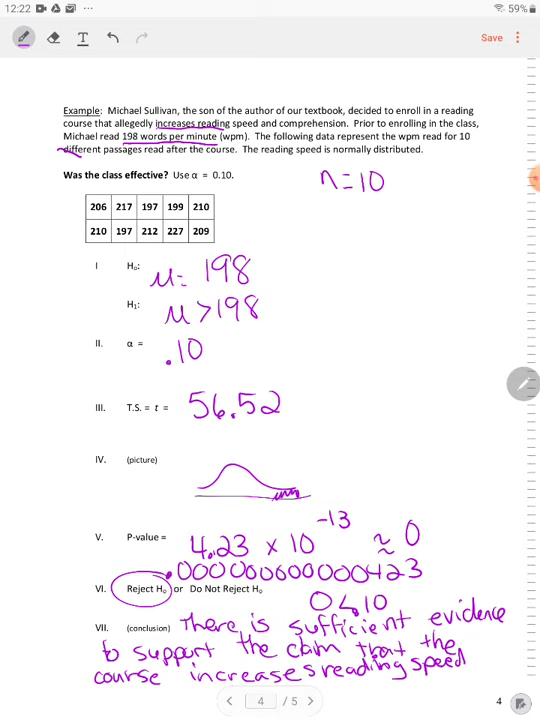 12:22 59%
T Save
Example: Michael Sullivan, the son of the author of our textbook, decided to enroll in a reading
course that allegedly increases reading speed and comprehension. Prior to enrolling in the class,
Michael read 198 words per minute (wpm). The following data represent the wpm read for 10
different passages read after the course. The reading speed is normally distributed.
Was the class effective? Use α = 0.10.
n = 10
206 217 197 199 210
210 197 212 227 209
I H₀: μ = 198
H₁: μ > 198
II. α = .10
III. T.S. = t = 56.52
IV. (picture)
V. P-value = 4.23 x 10⁻¹³ ≈ 0
.000000000000423
VI. Reject H₀ or Do Not Reject H₀
0 < .10
VII. (conclusion) There is sufficient evidence
to support the claim that the
course increases reading speed
4 / 5
4